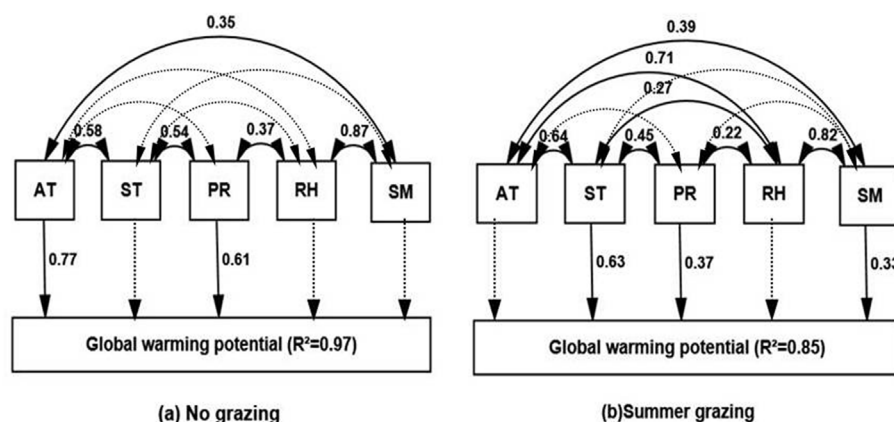 0.35
0.58 0.54 0.37 0.87
AT ST PR RH SM
0.77 0.61
Global warming potential (R²=0.97)
(a) No grazing
0.39
0.71
0.27
0.64 0.45 0.22 0.82
AT ST PR RH SM
0.63 0.37 0.33
Global warming potential (R²=0.85)
(b)Summer grazing